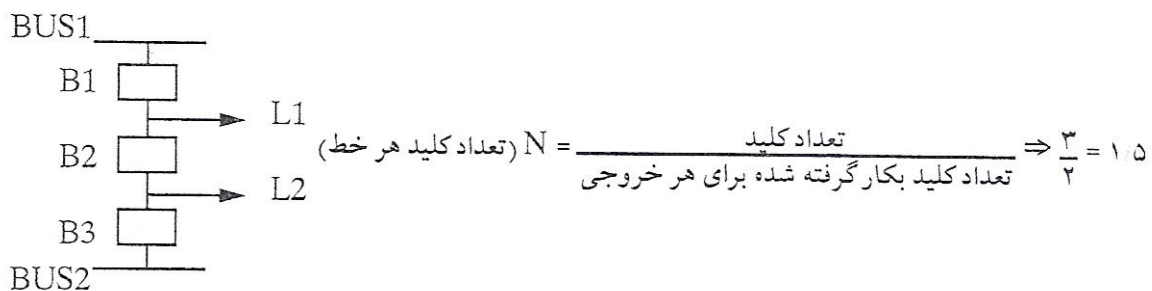 BUS1
B1
L1
B2
N (تعداد کلید هر خط) = تعداد کلید / تعداد کلید بکار گرفته شده برای هر خروجی ⇒ ۳/۲ = ۱/۵
L2
B3
BUS2